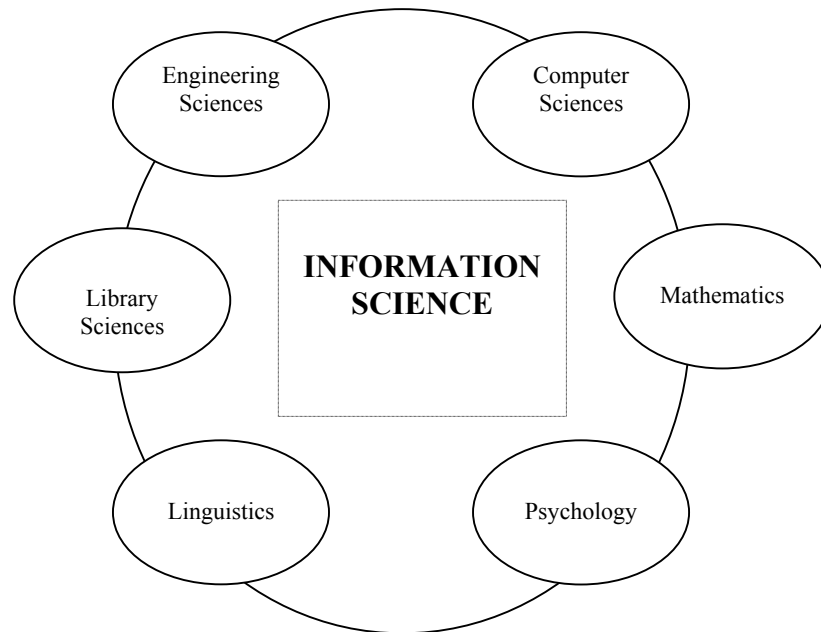 Engineering
Sciences
Computer
Sciences
INFORMATION
SCIENCE
Library
Sciences
Mathematics
Linguistics
Psychology